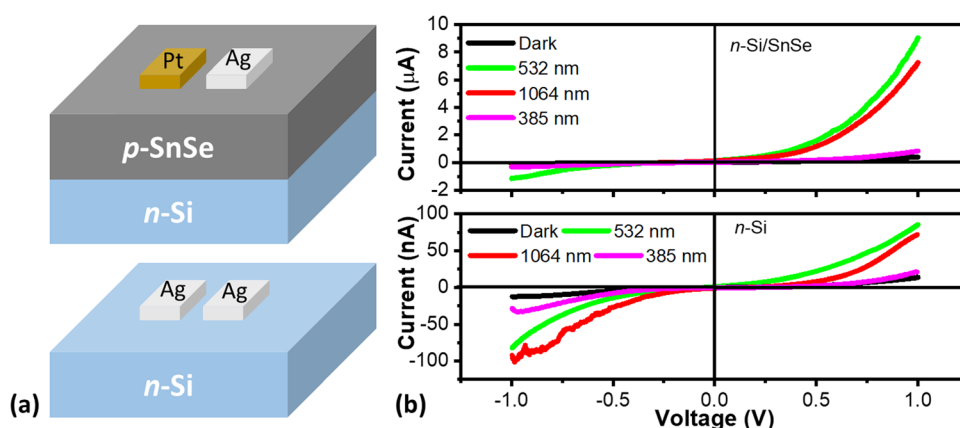 Pt Ag
p-SnSe
n-Si
Ag Ag
n-Si
(a)
10
8
6
4
2
0
-2
Current (µA)
Dark
532 nm
1064 nm
385 nm
n-Si/SnSe
100
50
0
-50
-100
Current (nA)
Dark 532 nm
1064 nm 385 nm
n-Si
-1.0 -0.5 0.0 0.5 1.0
(b)
Voltage (V)